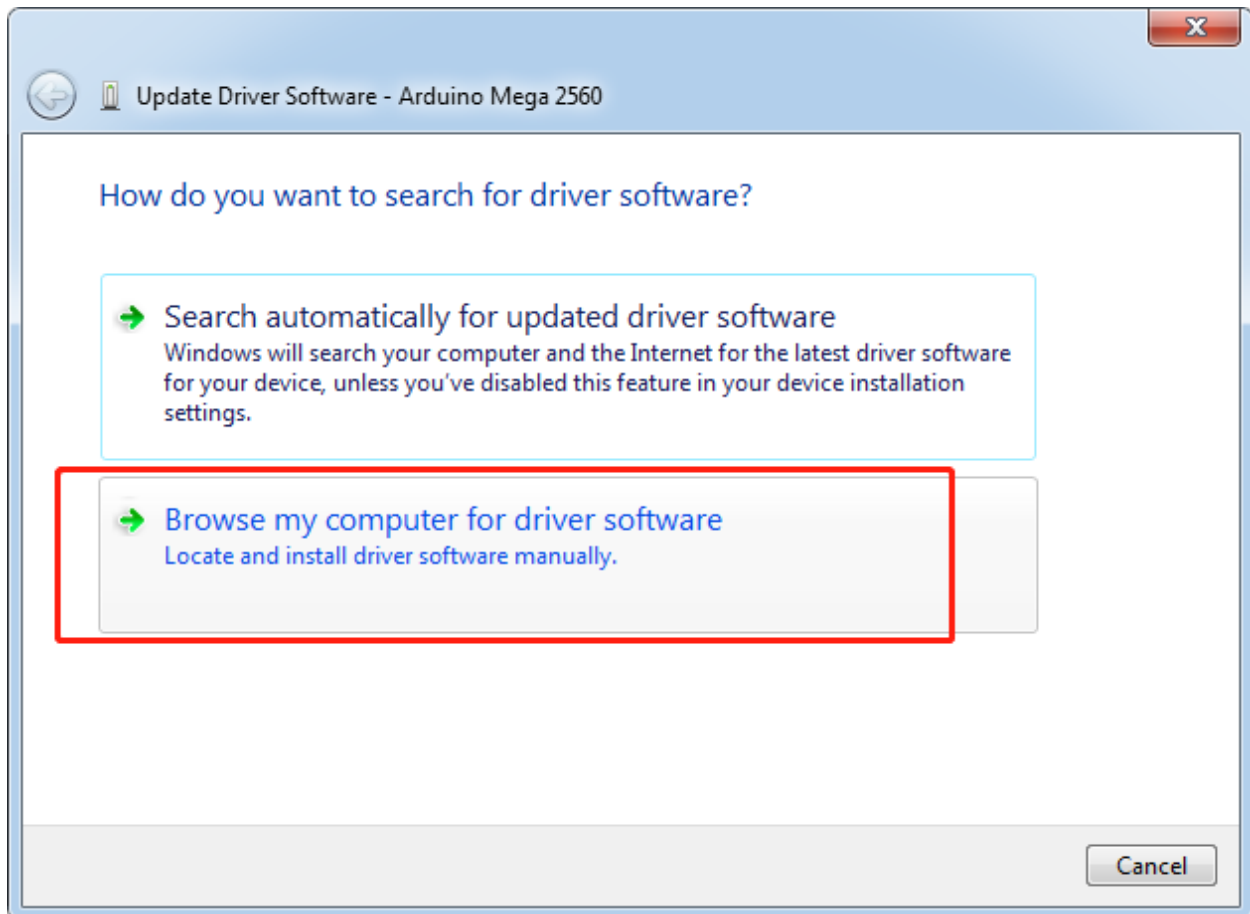 Update Driver Software - Arduino Mega 2560
How do you want to search for driver software?
Search automatically for updated driver software
Windows will search your computer and the Internet for the latest driver software
for your device, unless you've disabled this feature in your device installation
settings.
Browse my computer for driver software
Locate and install driver software manually.
Cancel